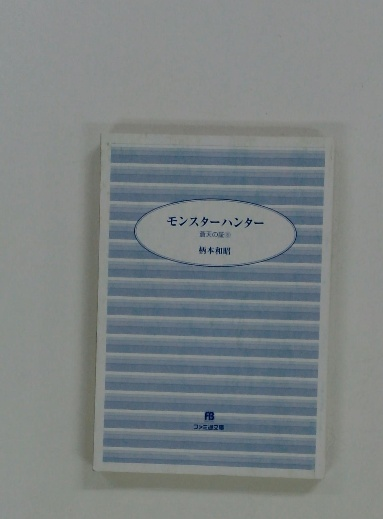 モンスターハンター
蒼天の証
柄本和昭
FB
ファミ通文庫